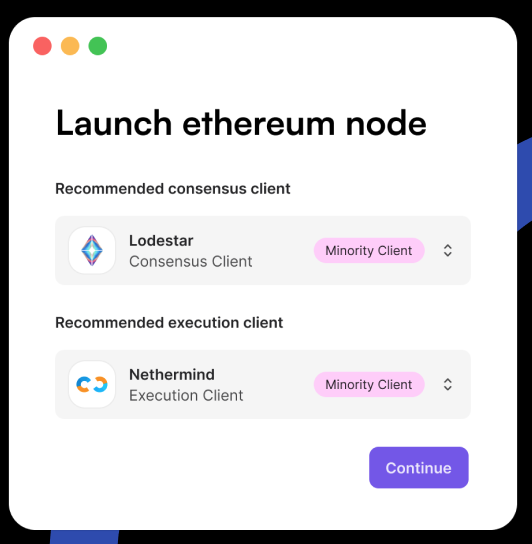 Launch ethereum node
Recommended consensus client
Lodestar
Consensus Client
Minority Client
Recommended execution client
Nethermind
Execution Client
Minority Client
Continue